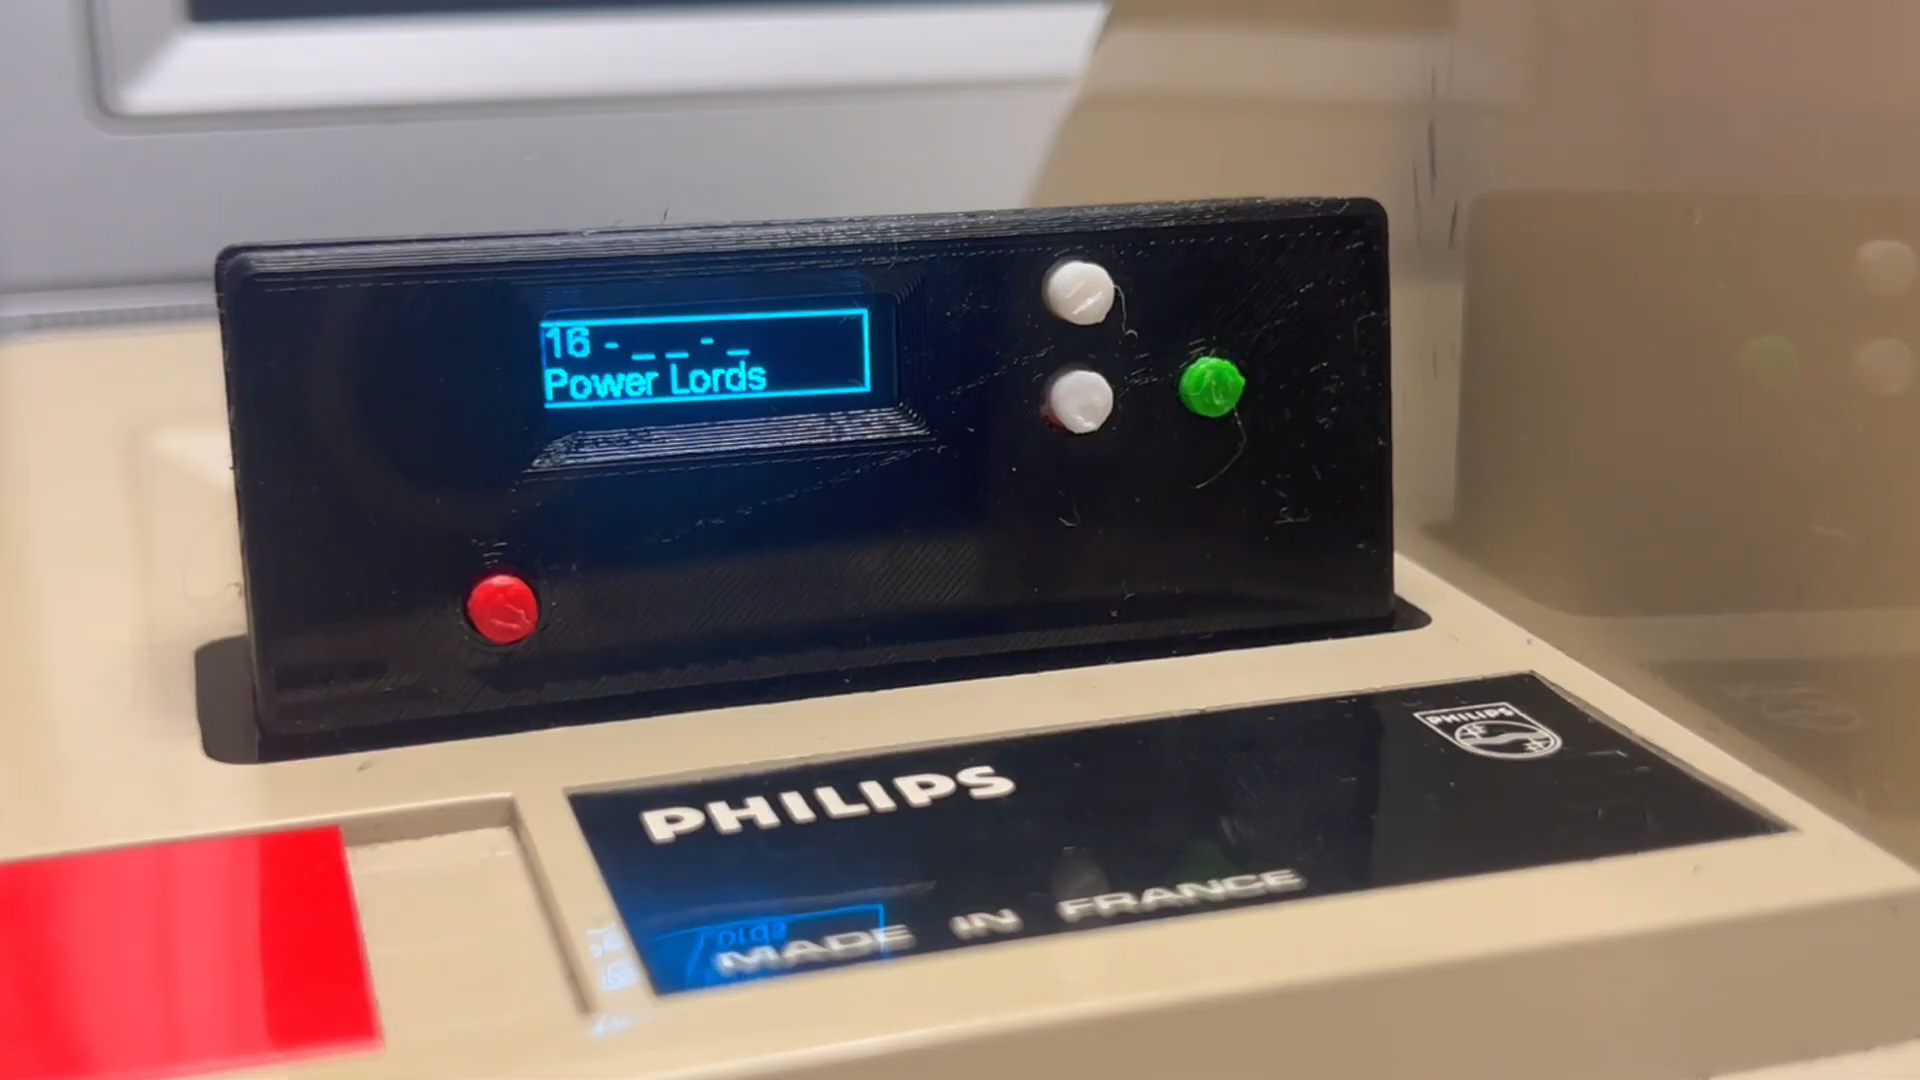 16 - _ _ - _
Power Lords
PHILIPS
PHILIPS
MADE IN FRANCE